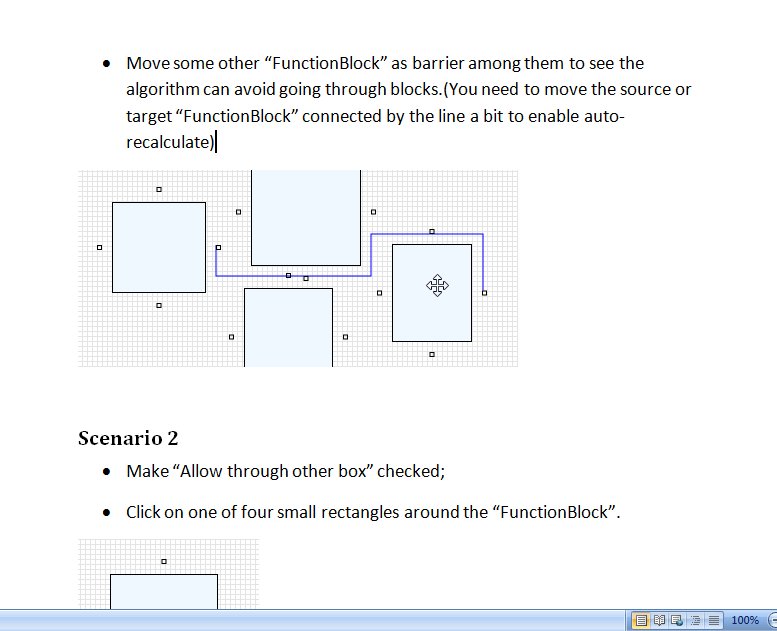 Move some other “FunctionBlock” as barrier among them to see the
algorithm can avoid going through blocks.(You need to move the source or
target “FunctionBlock” connected by the line a bit to enable auto-
recalculate)
Scenario 2
Make “Allow through other box” checked;
Click on one of four small rectangles around the “FunctionBlock”.
100%